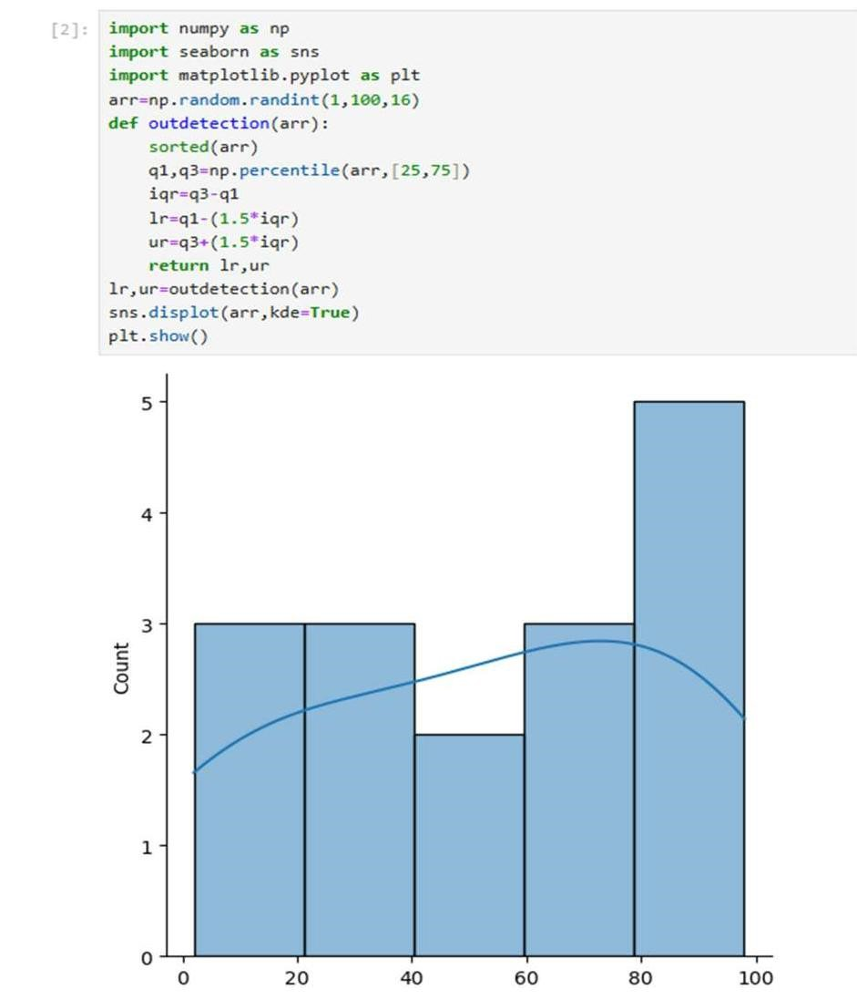 [2]:
import numpy as np
import seaborn as sns
import matplotlib.pyplot as plt
arr=np.random.randint(1,100,16)
def outdetection(arr):
    sorted(arr)
    q1,q3=np.percentile(arr,[25,75])
    iqr=q3-q1
    lr=q1-(1.5*iqr)
    ur=q3+(1.5*iqr)
    return lr,ur
lr,ur=outdetection(arr)
sns.displot(arr,kde=True)
plt.show()
5
4
3
Count
2
1
0
0 20 40 60 80 100